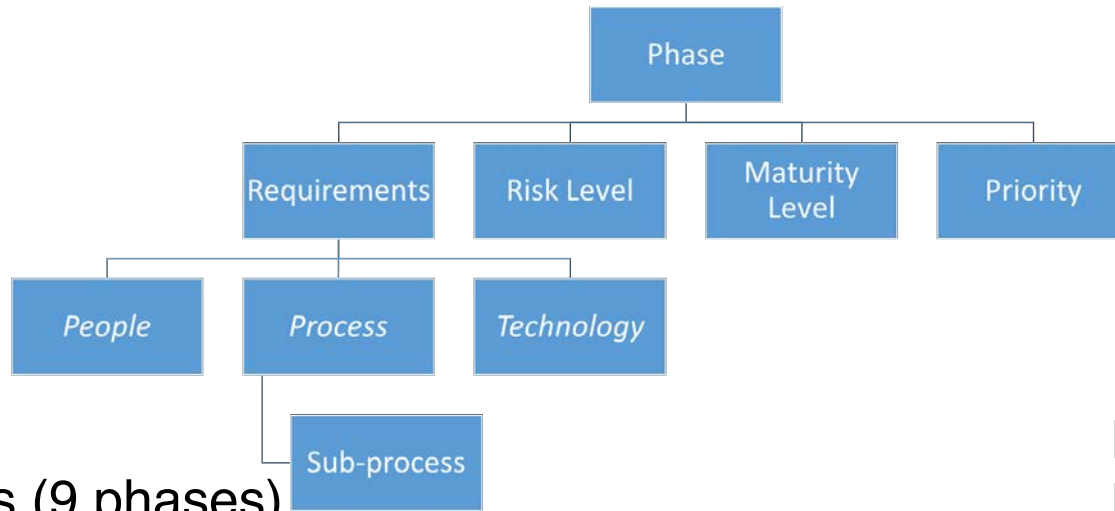 Phase
Requirements
Risk Level
Maturity
Level
Priority
People
Process
Technology
Sub-process
(9 phases)